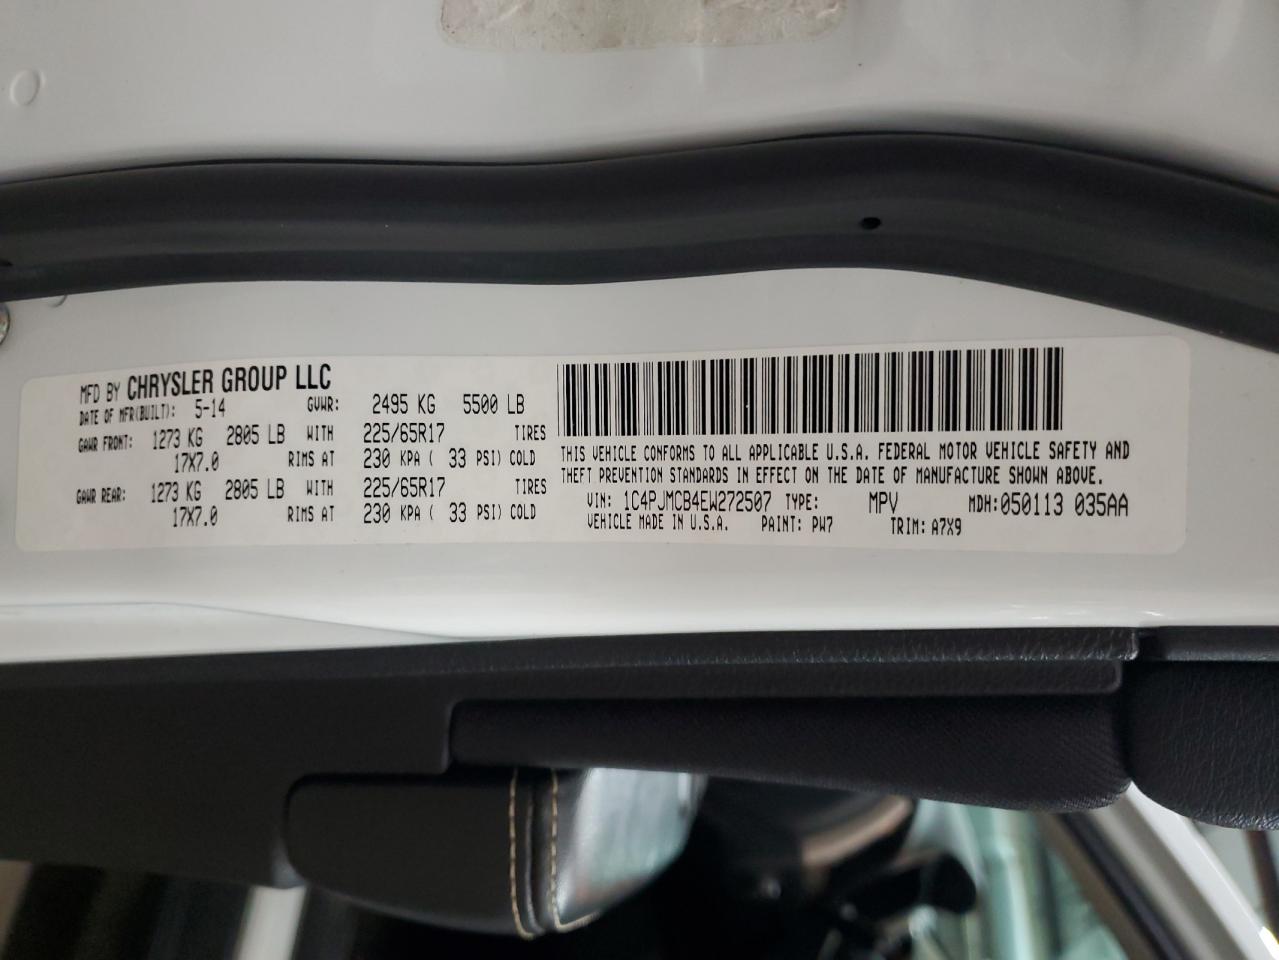 MFD BY CHRYSLER GROUP LLC
DATE OF MFR(BUILT): 5-14 GVWR: 2495 KG 5500 LB
GAWR FRONT: 1273 KG 2805 LB WITH 225/65R17 TIRES
17X7.0 RIMS AT 230 KPA ( 33 PSI) COLD
GAWR REAR: 1273 KG 2805 LB WITH 225/65R17 TIRES
17X7.0 RIMS AT 230 KPA ( 33 PSI) COLD
THIS VEHICLE CONFORMS TO ALL APPLICABLE U.S.A. FEDERAL MOTOR VEHICLE SAFETY AND
THEFT PREVENTION STANDARDS IN EFFECT ON THE DATE OF MANUFACTURE SHOWN ABOVE.
VIN: 1C4PJMCB4EW272507 TYPE: MPV MDH:050113 035AA
VEHICLE MADE IN U.S.A. PAINT: PW7 TRIM: A7X9